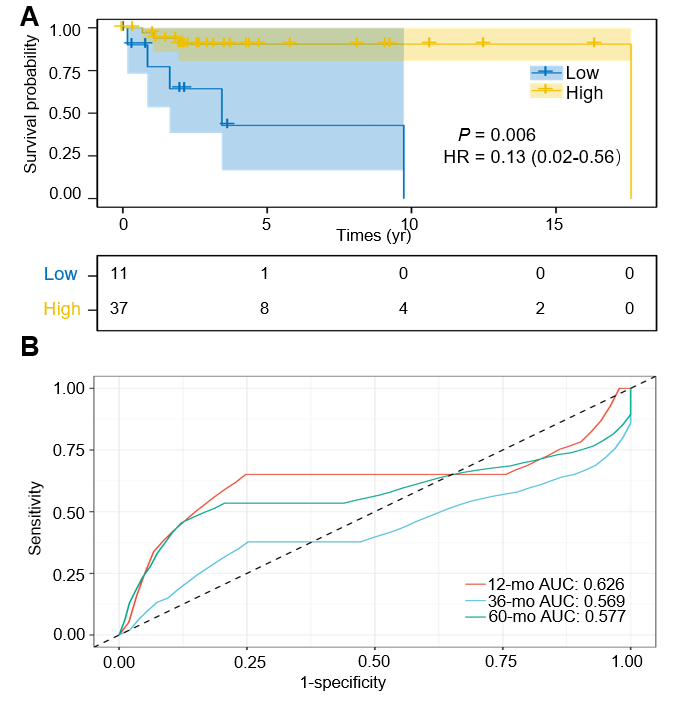 A
1.00
0.75
0.50
0.25
0.00
Survival probability
Low
High
P = 0.006
HR = 0.13 (0.02-0.56)
0 5 10 15
Times (yr)
Low 11 1 0 0 0
High 37 8 4 2 0
B
1.00
0.75
0.50
0.25
0.00
Sensitivity
12-mo AUC: 0.626
36-mo AUC: 0.569
60-mo AUC: 0.577
0.00 0.25 0.50 0.75 1.00
1-specificity